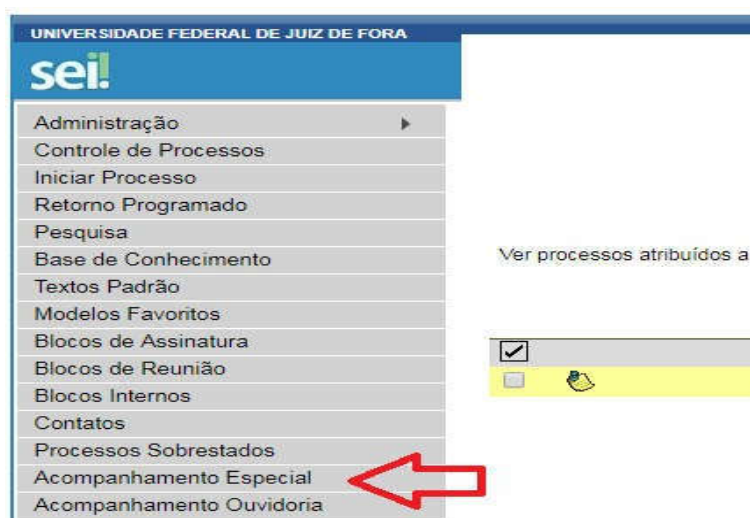 UNIVERSIDADE FEDERAL DE JUIZ DE FORA
sei!
Administração
Controle de Processos
Iniciar Processo
Retorno Programado
Pesquisa
Base de Conhecimento
Textos Padrão
Modelos Favoritos
Blocos de Assinatura
Blocos de Reunião
Blocos Internos
Contatos
Processos Sobrestados
Acompanhamento Especial
Acompanhamento Ouvidoria
Ver processos atribuídos a